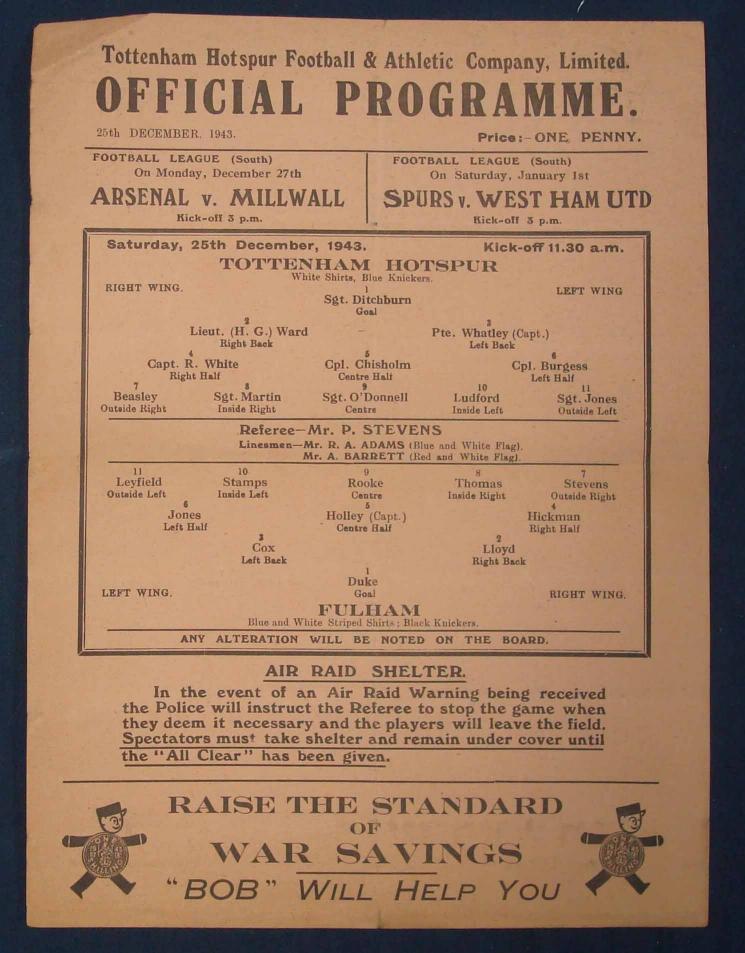 Tottenham Hotspur Football & Athletic Company, Limited.
OFFICIAL PROGRAMME.
25th DECEMBER, 1943.
Price:- ONE PENNY.
FOOTBALL LEAGUE (South)
On Monday, December 27th
ARSENAL v. MILLWALL
Kick-off 3 p.m.
FOOTBALL LEAGUE (South)
On Saturday, January 1st
SPURS v. WEST HAM UTD
Kick-off 3 p.m.
Saturday, 25th December, 1943. Kick-off 11.30 a.m.
TOTTENHAM HOTSPUR
White Shirts, Blue Knickers.
RIGHT WING. 1 LEFT WING
Sgt. Ditchburn
Goal
2 3
Lieut. (H. G.) Ward Pte. Whatley (Capt.)
Right Back Left Back
4 5 6
Capt. R. White Cpl. Chisholm Cpl. Burgess
Right Half Centre Half Left Half
7 8 9 10 11
Beasley Sgt. Martin Sgt. O'Donnell Ludford Sgt. Jones
Outside Right Inside Right Centre Inside Left Outside Left
Referee—Mr. P. STEVENS
Linesmen—Mr. R. A. ADAMS (Blue and White Flag).
Mr. A. BARRETT (Red and White Flag).
11 10 9 8 7
Leyfield Stamps Rooke Thomas Stevens
Outside Left Inside Left Centre Inside Right Outside Right
6 5 4
Jones Holley (Capt.) Hickman
Left Half Centre Half Right Half
3 2
Cox Lloyd
Left Back Right Back
1
Duke
LEFT WING. Goal RIGHT WING.
FULHAM
Blue and White Striped Shirts; Black Knickers.
ANY ALTERATION WILL BE NOTED ON THE BOARD.
AIR RAID SHELTER.
In the event of an Air Raid Warning being received
the Police will instruct the Referee to stop the game when
they deem it necessary and the players will leave the field.
Spectators must take shelter and remain under cover until
the "All Clear" has been given.
RAISE THE STANDARD
OF
WAR SAVINGS
"BOB" WILL HELP YOU